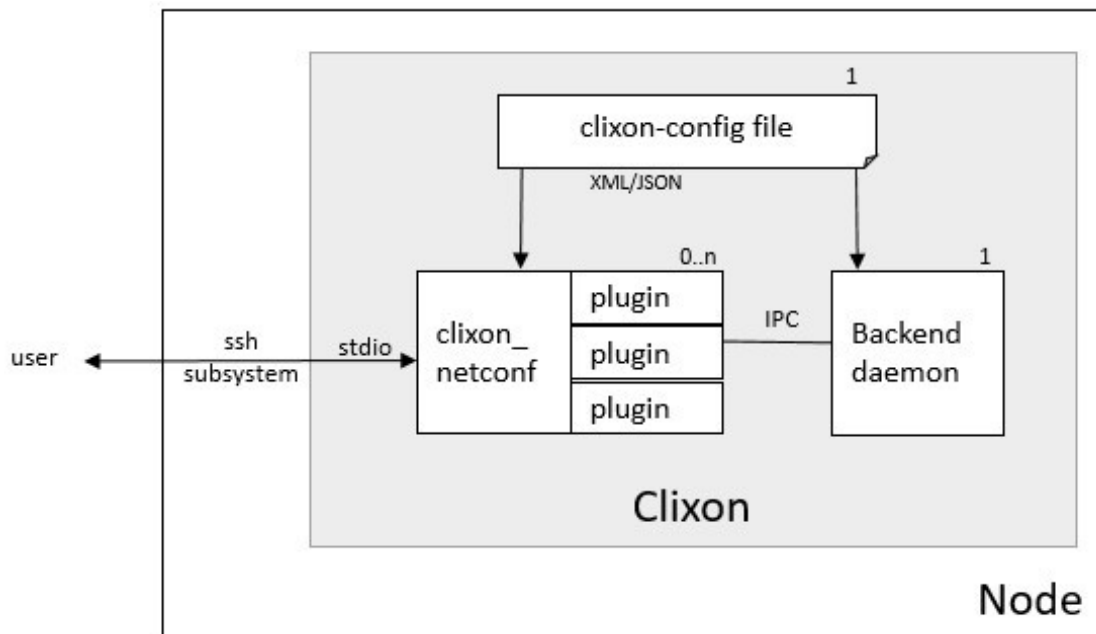 1
clixon-config file
XML/JSON
0..n
1
clixon_
netconf
plugin
plugin
plugin
IPC
Backend
daemon
user
ssh
subsystem
stdio
Clixon
Node